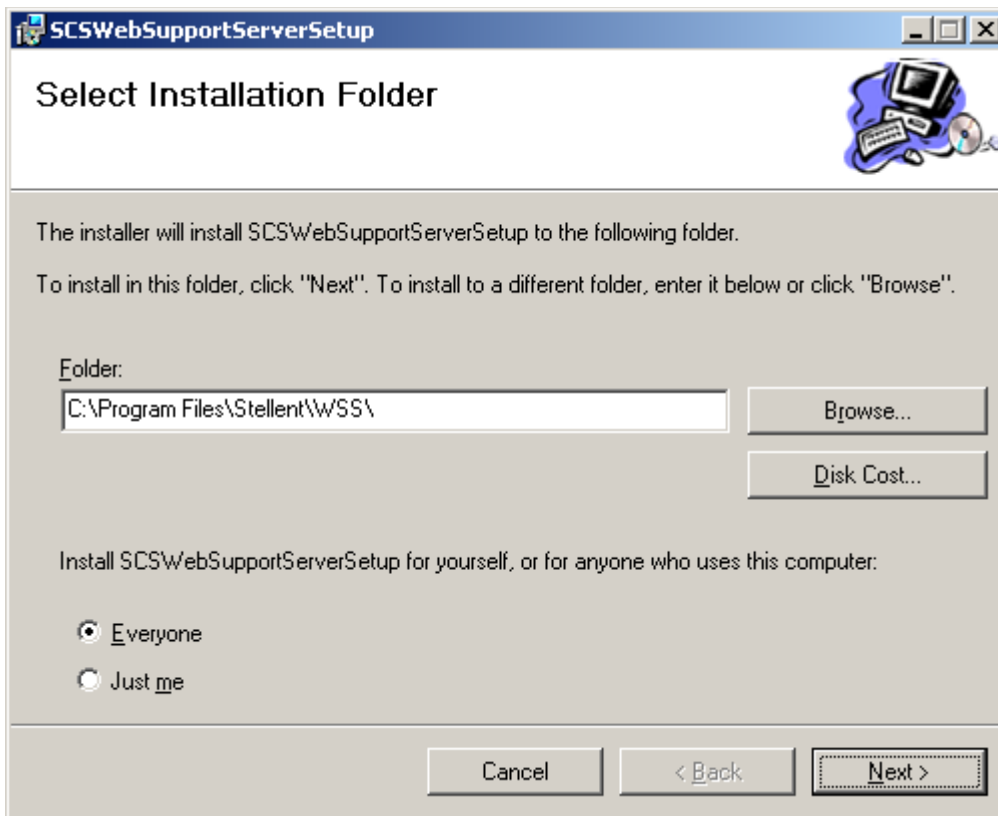 SCSWebSupportServerSetup
Select Installation Folder
The installer will install SCSWebSupportServerSetup to the following folder.
To install in this folder, click "Next". To install to a different folder, enter it below or click "Browse".
Folder:
C:\Program Files\Stellent\WSS\
Browse...
Disk Cost...
Install SCSWebSupportServerSetup for yourself, or for anyone who uses this computer:
Everyone
Just me
Cancel
< Back
Next >